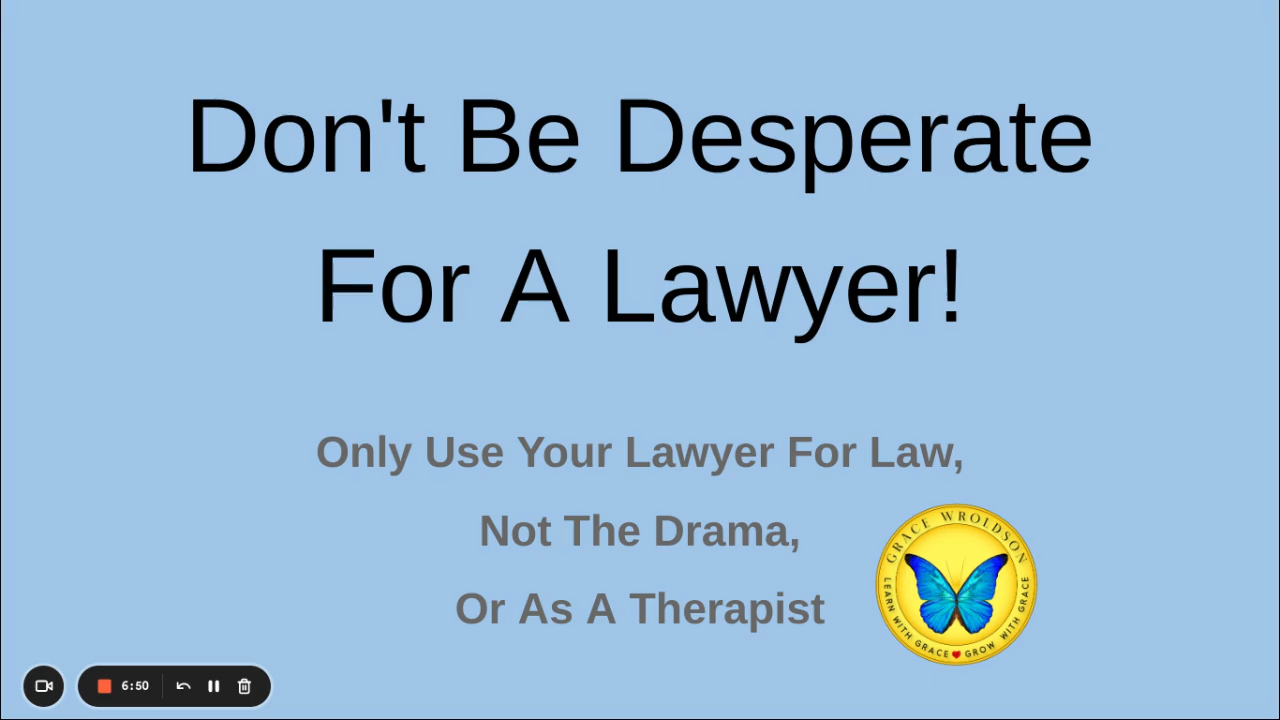 Don't Be Desperate
For A Lawyer!
Only Use Your Lawyer For Law,
Not The Drama,
Or As A Therapist
GRACE WROLDSON
LEARN WITH GRACE ❤ GROW WITH GRACE
6:50